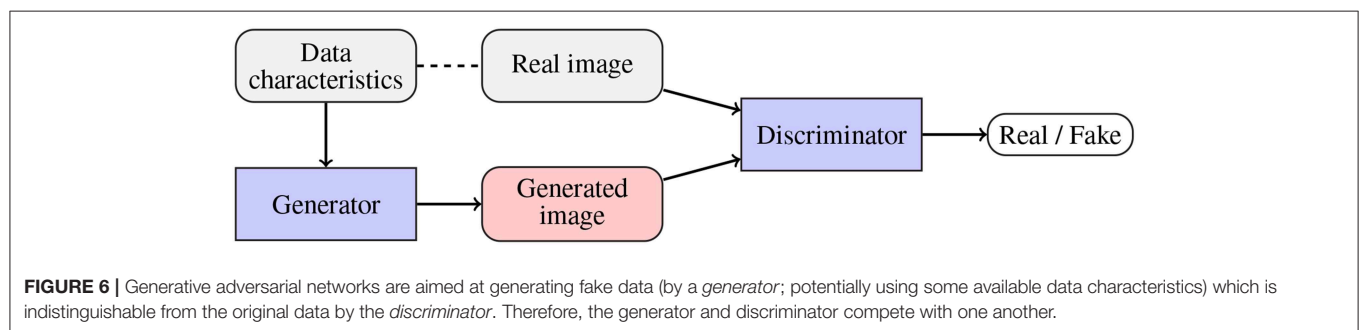 Data
characteristics
Real image
Discriminator
Real / Fake
Generator
Generated
image
FIGURE 6 | Generative adversarial networks are aimed at generating fake data (by a generator; potentially using some available data characteristics) which is
indistinguishable from the original data by the discriminator. Therefore, the generator and discriminator compete with one another.